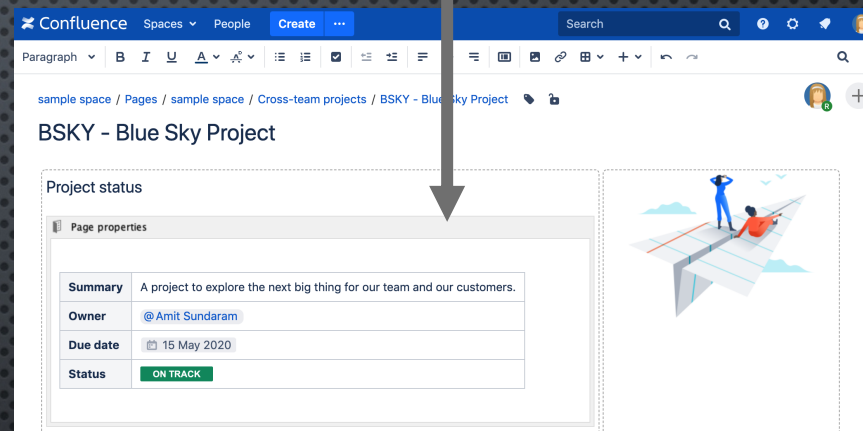 Confluence Spaces People Create ··· Search
Paragraph B I U A
sample space / Pages / sample space / Cross-team projects / BSKY - Blue Sky Project
R
BSKY - Blue Sky Project
Project status
Page properties
Summary A project to explore the next big thing for our team and our customers.
Owner @Amit Sundaram
Due date 15 May 2020
Status ON TRACK